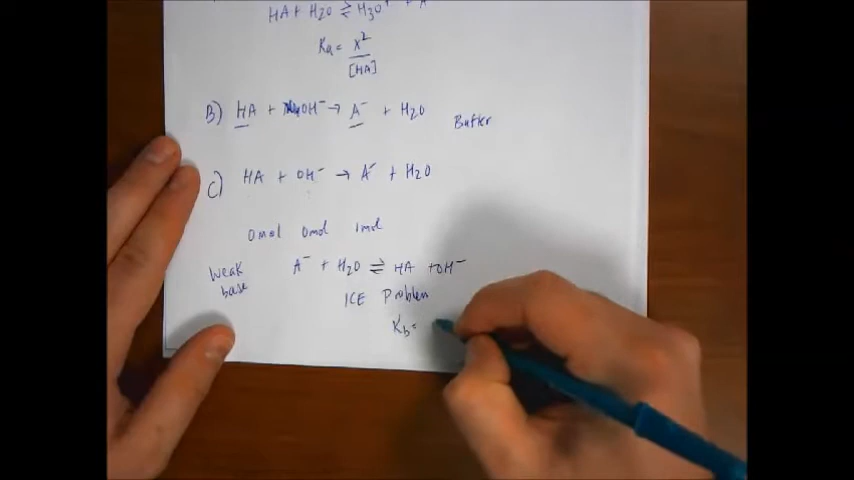 HA + H2O ⇌ H3O+ + A
Ka = x²
[HA]
B) HA + OH⁻ → A⁻ + H2O Buffer
C) HA + OH⁻ → A⁻ + H2O
0mol 0mol 1mol
Weak base A⁻ + H2O ⇌ HA + OH⁻
ICE Problem
Kb =